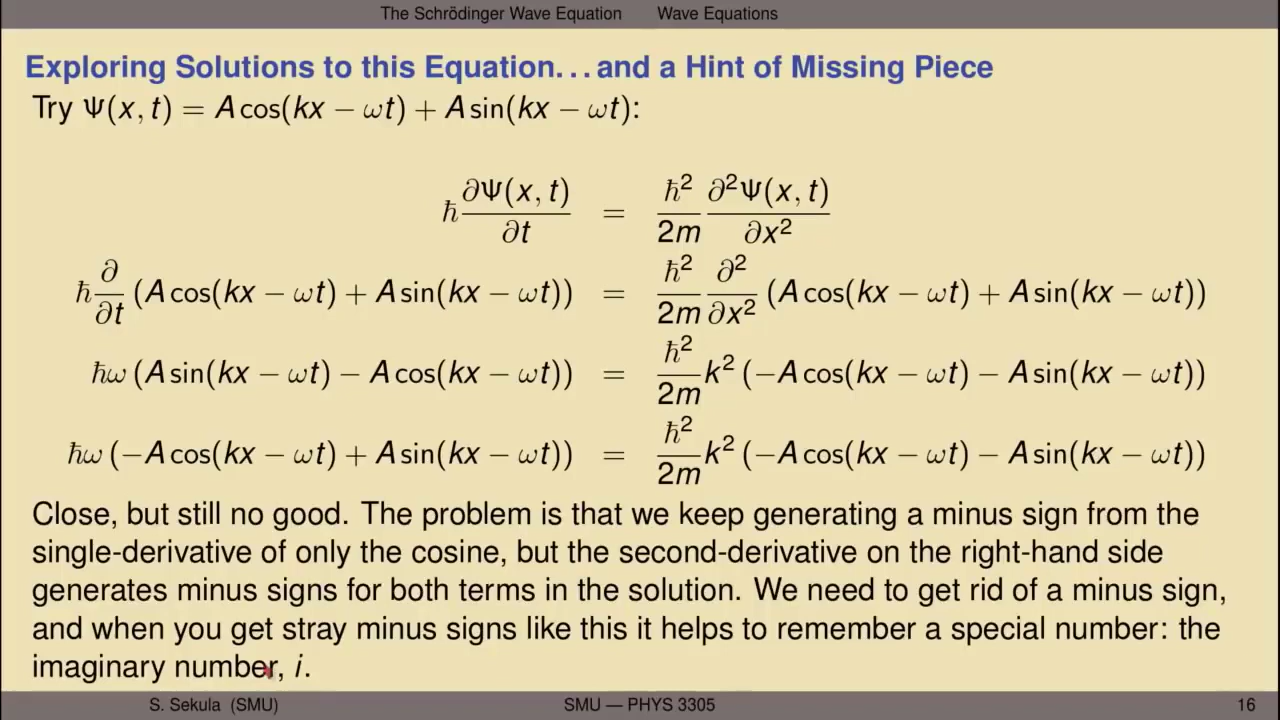 The Schrödinger Wave Equation Wave Equations
Exploring Solutions to this Equation. . . and a Hint of Missing Piece
Try Ψ(x, t) = A cos(kx − ωt) + A sin(kx − ωt):
ℏ ∂Ψ(x, t)/∂t = ℏ²/2m ∂²Ψ(x, t)/∂x²
ℏ ∂/∂t (A cos(kx − ωt) + A sin(kx − ωt)) = ℏ²/2m ∂²/∂x² (A cos(kx − ωt) + A sin(kx − ωt))
ℏω (A sin(kx − ωt) − A cos(kx − ωt)) = ℏ²/2m k² (−A cos(kx − ωt) − A sin(kx − ωt))
ℏω (−A cos(kx − ωt) + A sin(kx − ωt)) = ℏ²/2m k² (−A cos(kx − ωt) − A sin(kx − ωt))
Close, but still no good. The problem is that we keep generating a minus sign from the
single-derivative of only the cosine, but the second-derivative on the right-hand side
generates minus signs for both terms in the solution. We need to get rid of a minus sign,
and when you get stray minus signs like this it helps to remember a special number: the
imaginary number, i.
S. Sekula (SMU) SMU — PHYS 3305 16